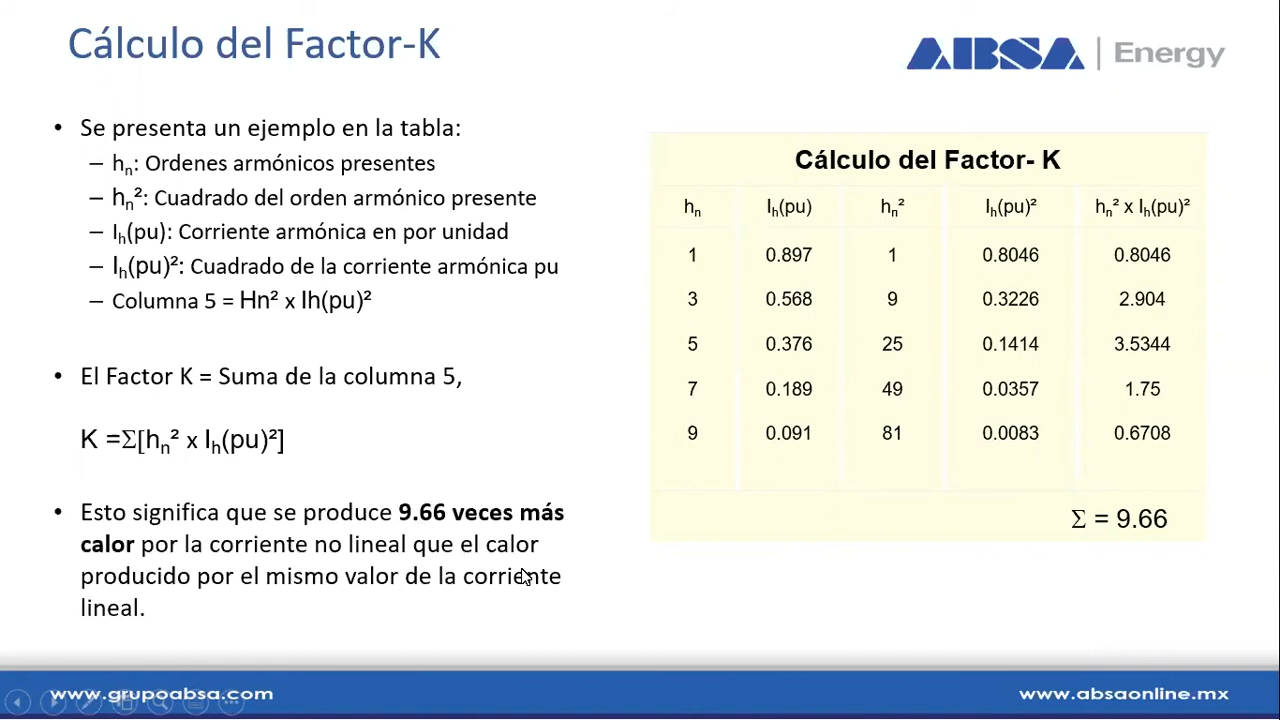 Cálculo del Factor-K
ABSA | Energy
• Se presenta un ejemplo en la tabla:
– hₙ: Ordenes armónicos presentes
– hₙ²: Cuadrado del orden armónico presente
– Iₕ(pu): Corriente armónica en por unidad
– Iₕ(pu)²: Cuadrado de la corriente armónica pu
– Columna 5 = Hn² x Ih(pu)²
• El Factor K = Suma de la columna 5,
K =Σ[hₙ² x Iₕ(pu)²]
• Esto significa que se produce 9.66 veces más
calor por la corriente no lineal que el calor
producido por el mismo valor de la corriente
lineal.
Cálculo del Factor- K
hₙ Iₕ(pu) hₙ² Iₕ(pu)² hₙ² x Iₕ(pu)²
1 0.897 1 0.8046 0.8046
3 0.568 9 0.3226 2.904
5 0.376 25 0.1414 3.5344
7 0.189 49 0.0357 1.75
9 0.091 81 0.0083 0.6708
Σ = 9.66
www.grupoabsa.com
www.absaonline.mx